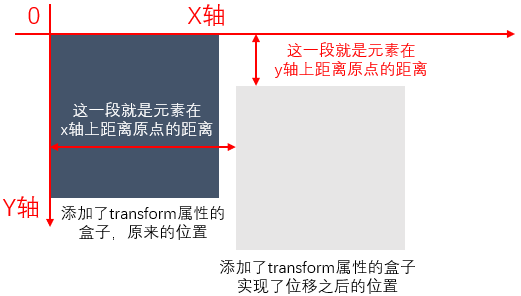 0
X轴
这一段就是元素在
y轴上距离原点的距离
这一段就是元素在
x轴上距离原点的距离
Y轴
添加了transform属性的
盒子，原来的位置
添加了transform属性的盒子
实现了位移之后的位置